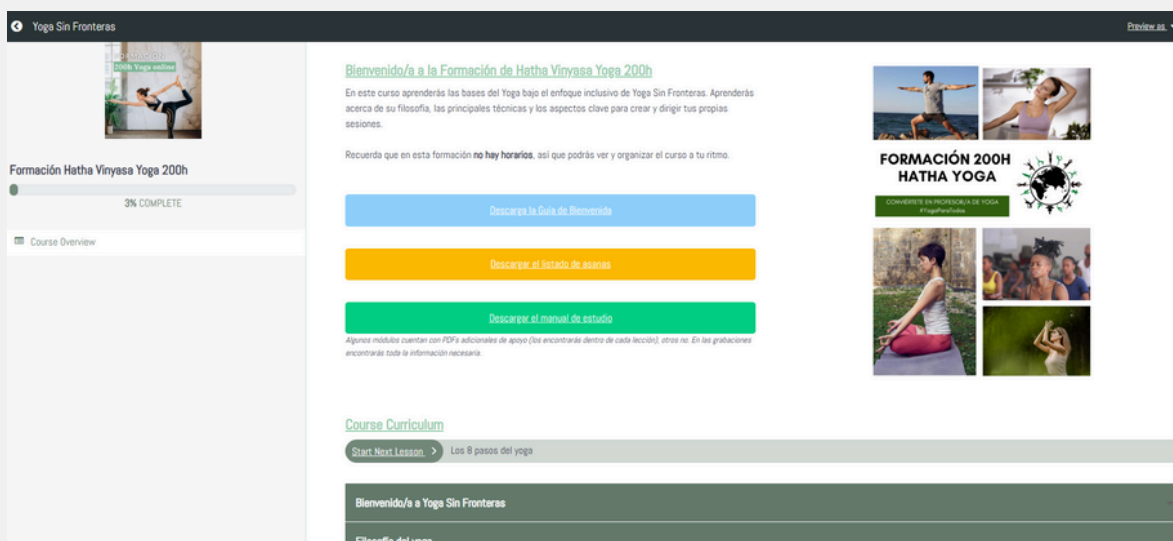 Yoga Sin Fronteras
Preview as
FORMACIÓN
200h Yoga online
Formación Hatha Vinyasa Yoga 200h
3% COMPLETE
Course Overview
Bienvenido/a a la Formación de Hatha Vinyasa Yoga 200h
En este curso aprenderás las bases del Yoga bajo el enfoque inclusivo de Yoga Sin Fronteras. Aprenderás
acerca de su filosofía, las principales técnicas y los aspectos clave para crear y dirigir tus propias
sesiones.
Recuerda que en esta formación no hay horarios, así que podrás ver y organizar el curso a tu ritmo.
Descarga la Guía de Bienvenida
Descargar el listado de asanas
Descargar el manual de estudio
Algunos módulos cuentan con PDFs adicionales de apoyo (los encontrarás dentro de cada lección), otros no. En las grabaciones
encontrarás toda la información necesaria.
FORMACIÓN 200H
HATHA YOGA
CONVIÉRTETE EN PROFESOR/A DE YOGA
#YogaParaTodos
Course Curriculum
Start Next Lesson > Los 8 pasos del yoga
Bienvenido/a a Yoga Sin Fronteras
Filosofía del yoga